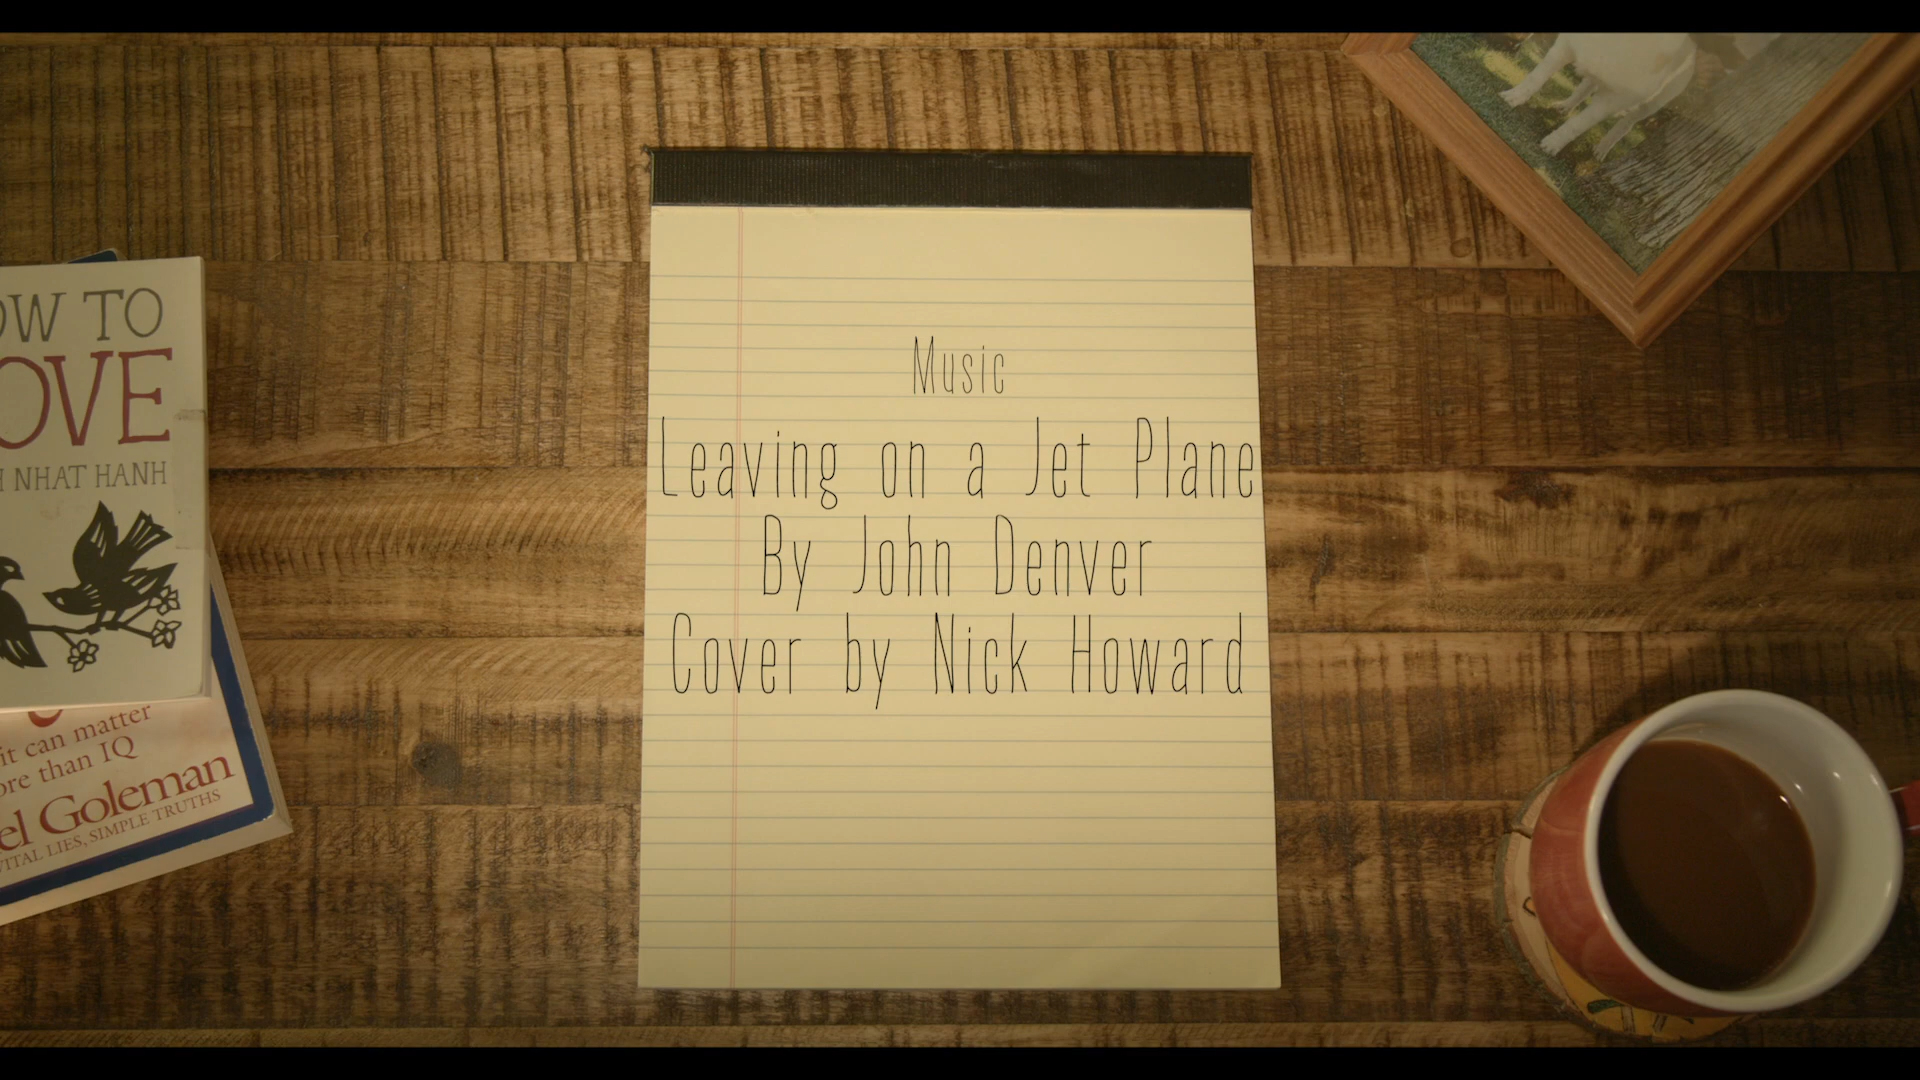 OW TO
OVE
NHAT HANH
it can matter
ore than IQ
el Goleman
VITAL LIES, SIMPLE TRUTHS
Music
Leaving on a Jet Plane
By John Denver
Cover by Nick Howard